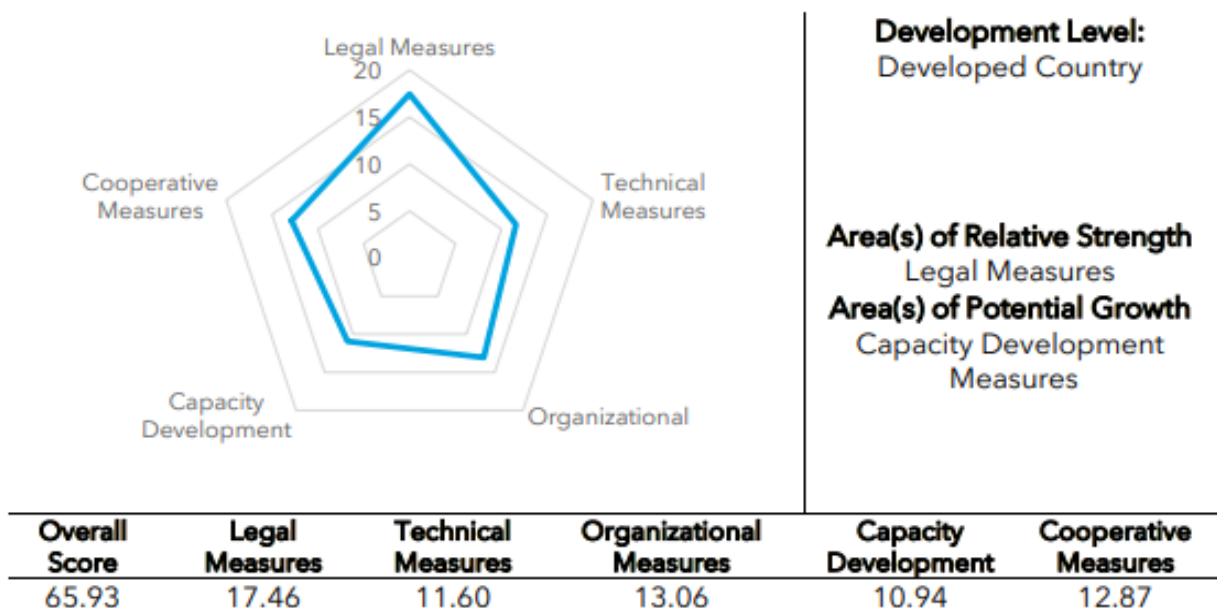 Legal Measures
20
15
10
5
0
Cooperative
Measures
Technical
Measures
Capacity
Development
Organizational
Development Level:
Developed Country
Area(s) of Relative Strength
Legal Measures
Area(s) of Potential Growth
Capacity Development
Measures
Overall Score Legal Measures Technical Measures Organizational Measures Capacity Development Cooperative Measures
65.93 17.46 11.60 13.06 10.94 12.87